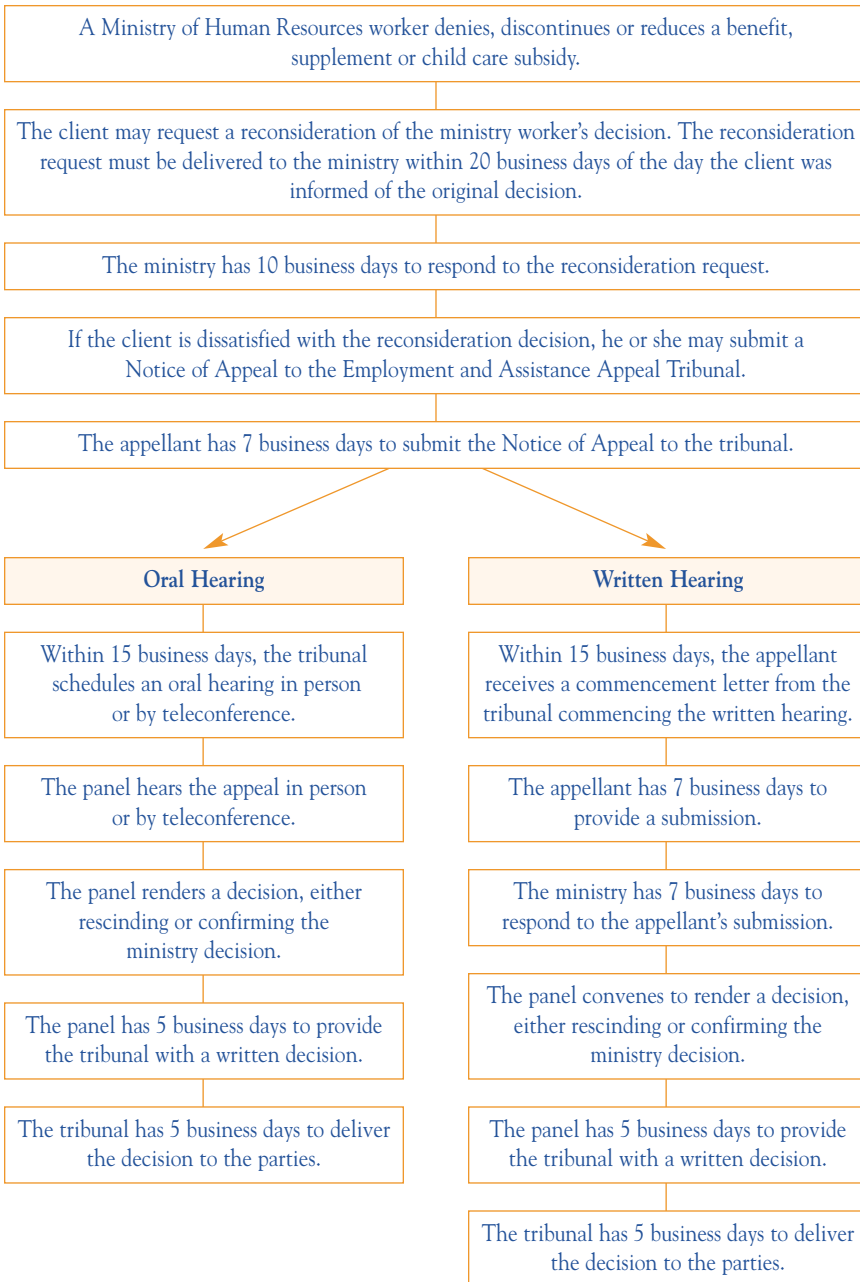 A Ministry of Human Resources worker denies, discontinues or reduces a benefit,
supplement or child care subsidy.
The client may request a reconsideration of the ministry worker's decision. The reconsideration
request must be delivered to the ministry within 20 business days of the day the client was
informed of the original decision.
The ministry has 10 business days to respond to the reconsideration request.
If the client is dissatisfied with the reconsideration decision, he or she may submit a
Notice of Appeal to the Employment and Assistance Appeal Tribunal.
The appellant has 7 business days to submit the Notice of Appeal to the tribunal.
Oral Hearing
Within 15 business days, the tribunal
schedules an oral hearing in person
or by teleconference.
The panel hears the appeal in person
or by teleconference.
The panel renders a decision, either
rescinding or confirming the
ministry decision.
The panel has 5 business days to provide
the tribunal with a written decision.
The tribunal has 5 business days to deliver
the decision to the parties.
Written Hearing
Within 15 business days, the appellant
receives a commencement letter from the
tribunal commencing the written hearing.
The appellant has 7 business days to
provide a submission.
The ministry has 7 business days to
respond to the appellant's submission.
The panel convenes to render a decision,
either rescinding or confirming the
ministry decision.
The panel has 5 business days to provide
the tribunal with a written decision.
The tribunal has 5 business days to deliver
the decision to the parties.